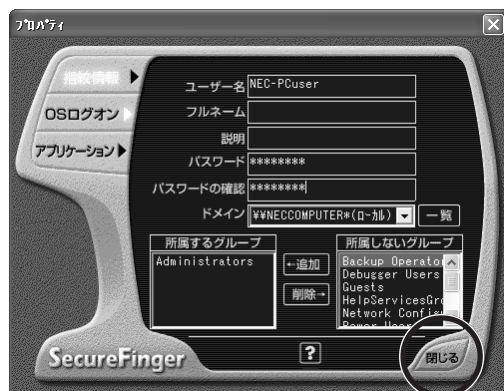 プロパティ
指紋情報
OSログオン
アプリケーション
ユーザー名 NEC-PCuser
フルネーム
説明
パスワード ********
パスワードの確認 ********
ドメイン ¥¥NECCOMPUTER*(ローカル) 一覧
所属するグループ
Administrators
←追加
削除→
所属しないグループ
Backup Operator
Debugger Users
Guests
HelpServicesGro
Network Configu
Power Users
SecureFinger
?
閉じる